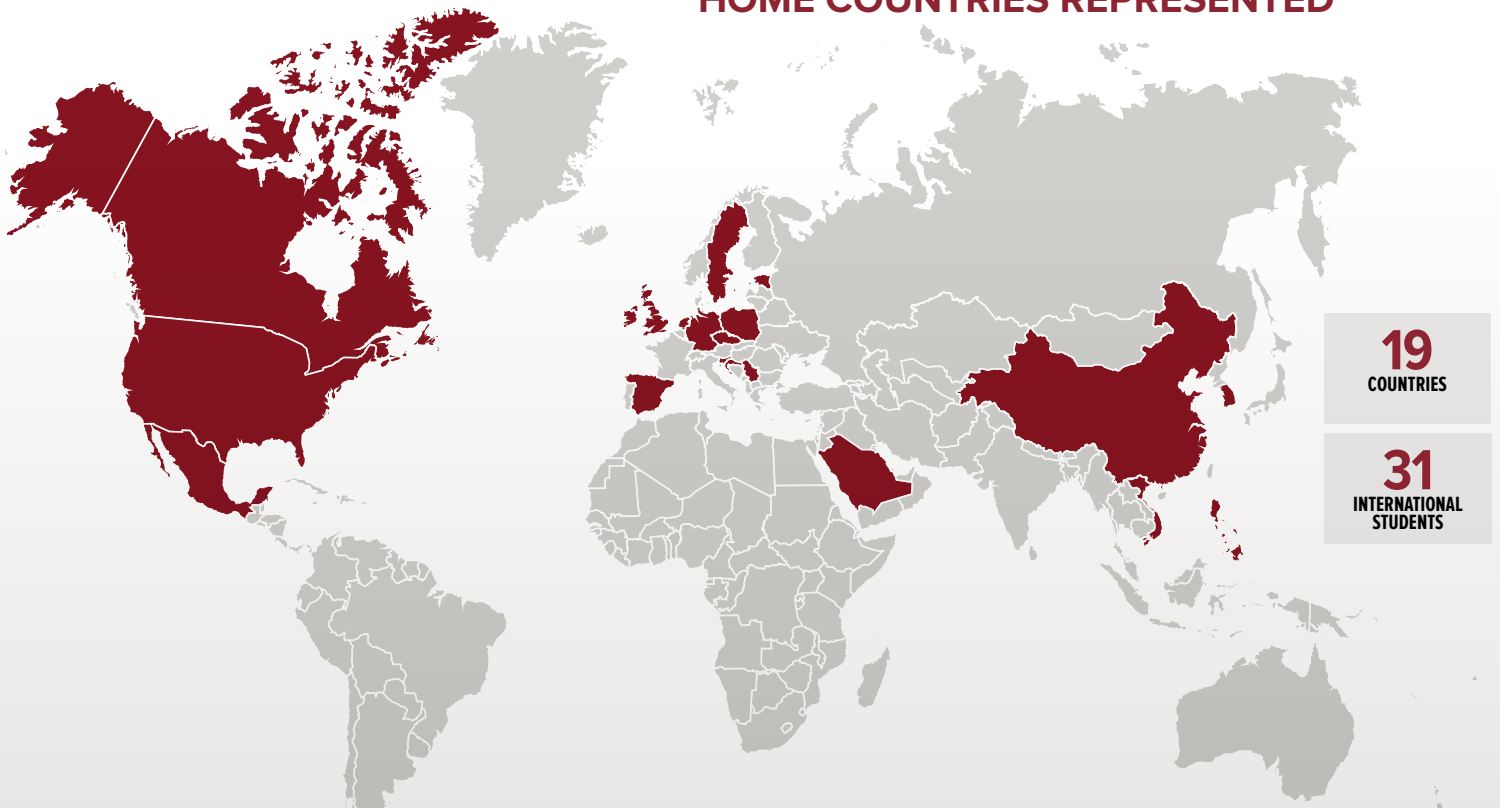 HOME COUNTRIES REPRESENTED
19
COUNTRIES
31
INTERNATIONAL
STUDENTS